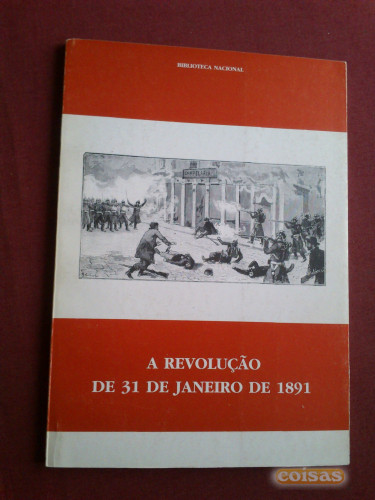 BIBLIOTECA NACIONAL
A REVOLUÇÃO
DE 31 DE JANEIRO DE 1891
coisas